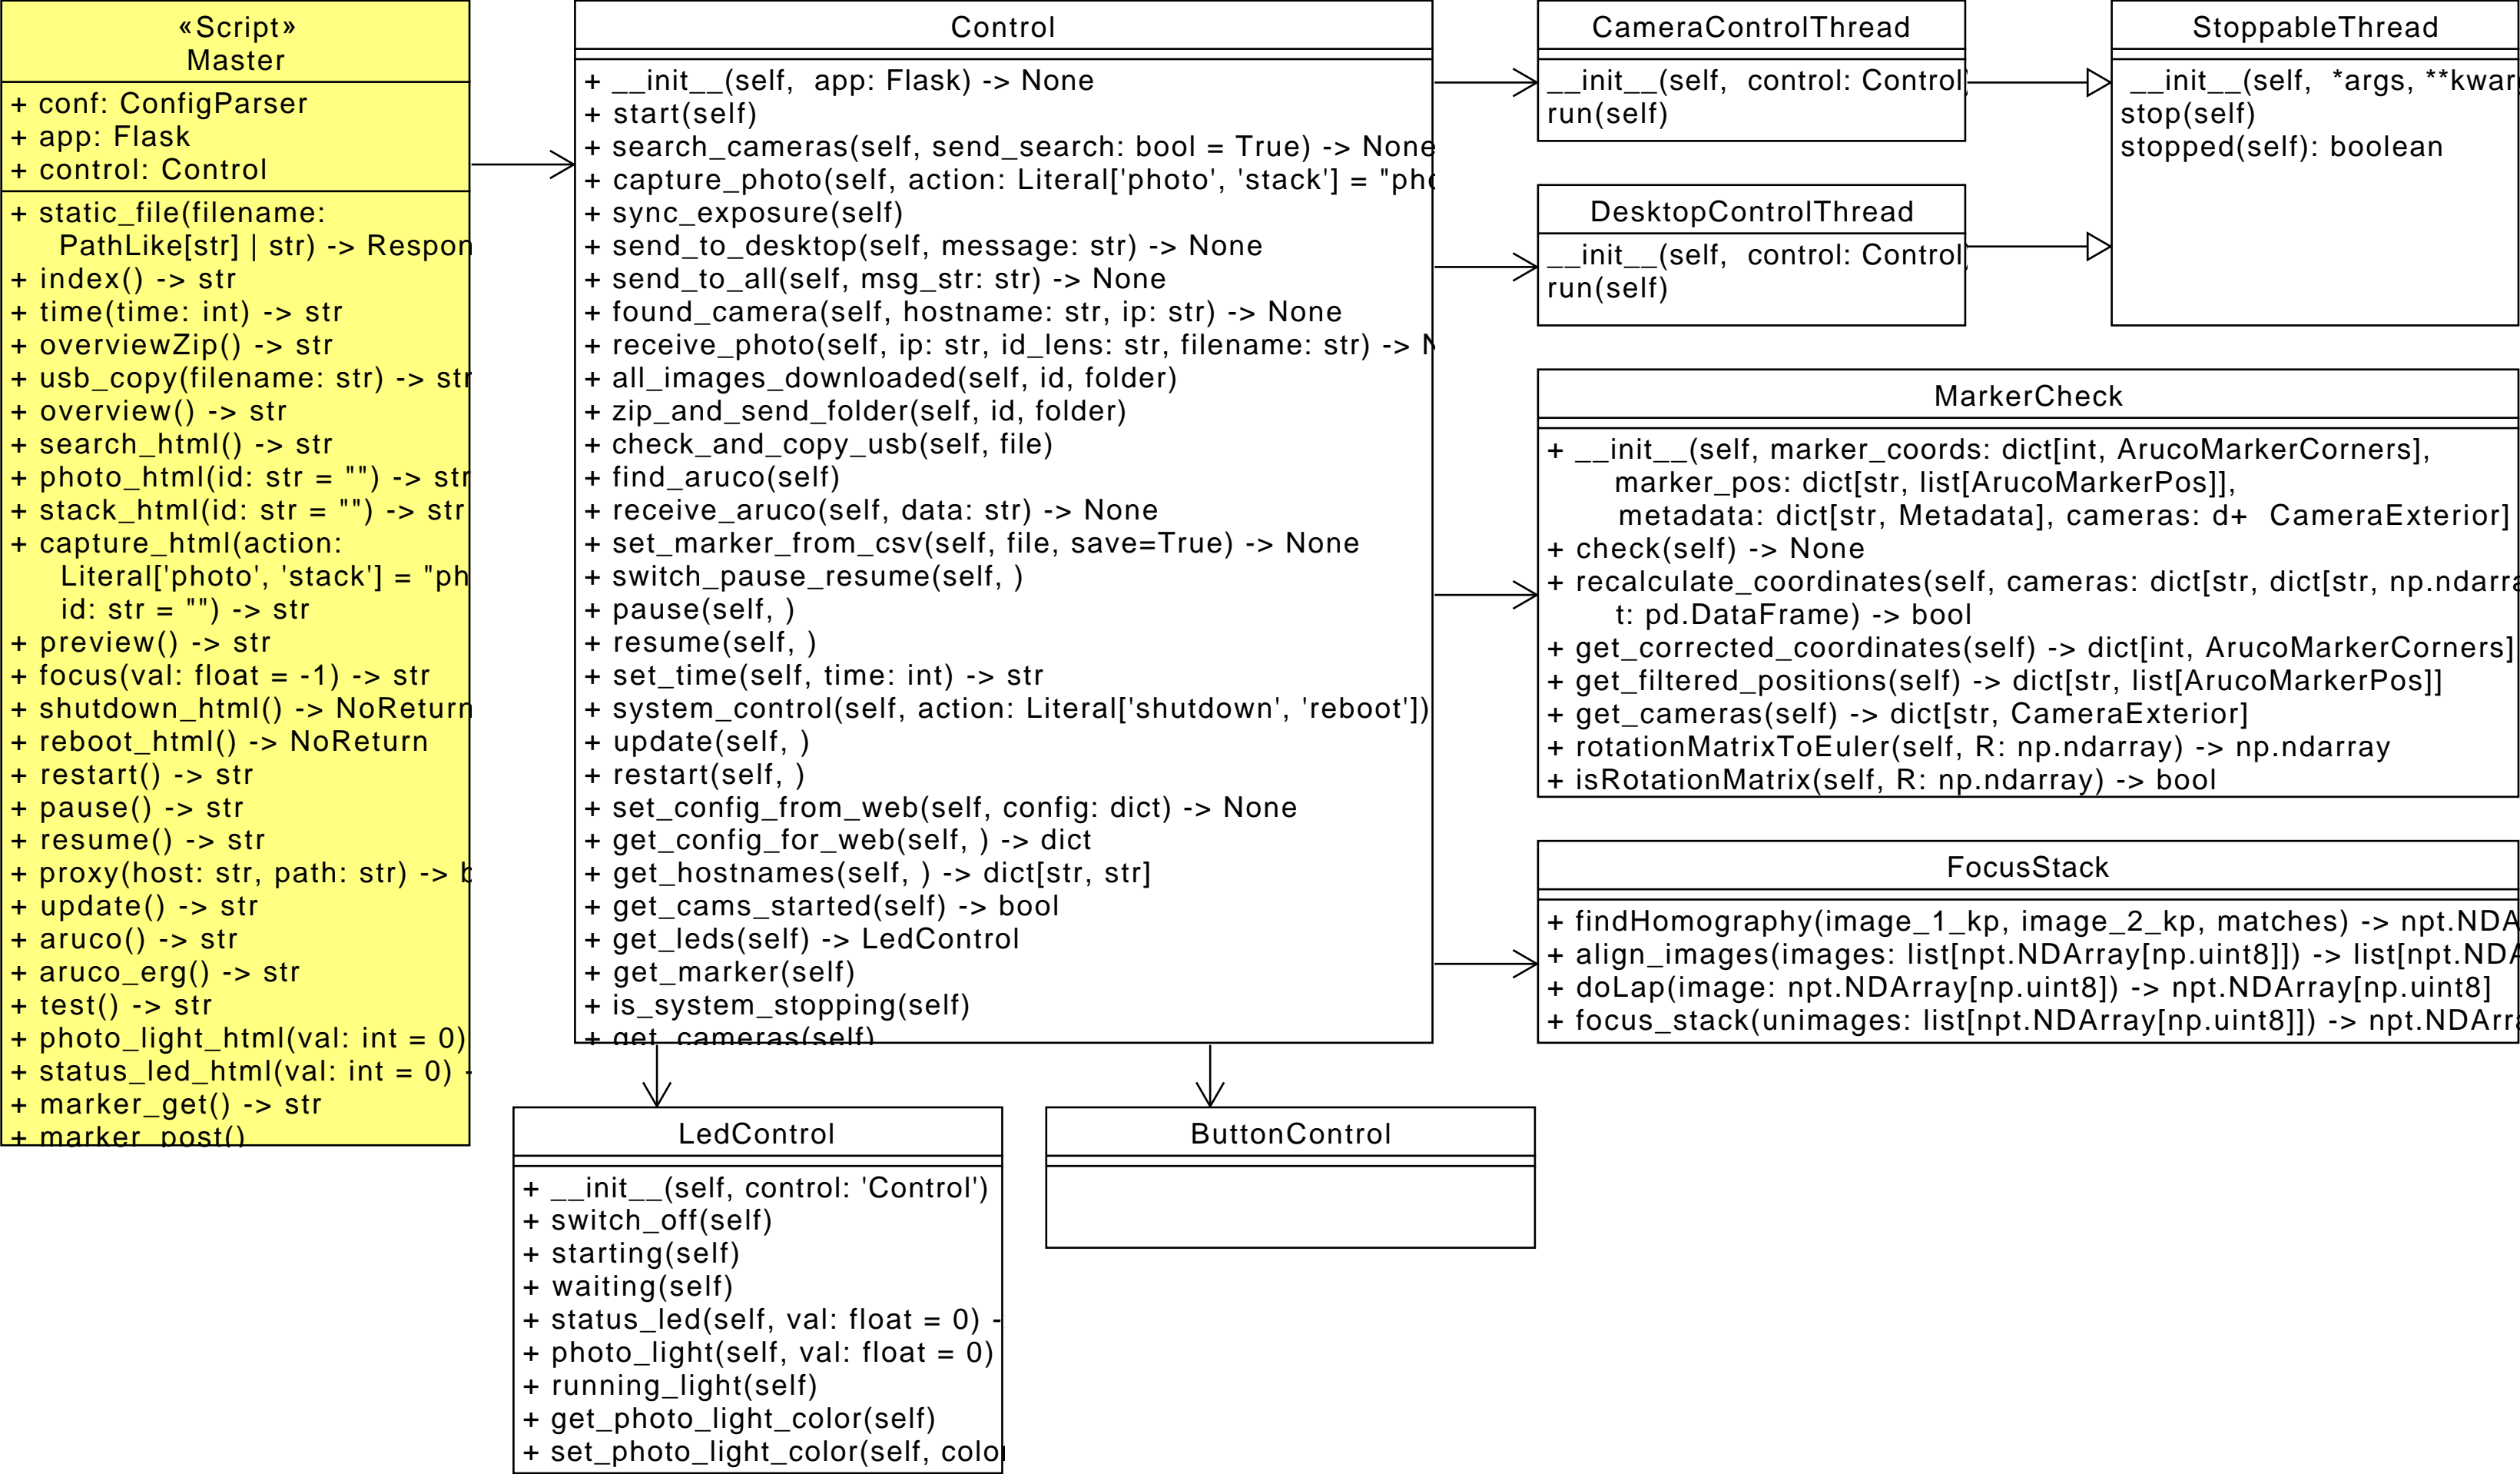 «Script»
Master
+ conf: ConfigParser
+ app: Flask
+ control: Control
+ static_file(filename:
PathLike[str] | str) -> Respon
+ index() -> str
+ time(time: int) -> str
+ overviewZip() -> str
+ usb_copy(filename: str) -> str
+ overview() -> str
+ search_html() -> str
+ photo_html(id: str = "") -> str
+ stack_html(id: str = "") -> str
+ capture_html(action:
Literal['photo', 'stack'] = "ph
id: str = "") -> str
+ preview() -> str
+ focus(val: float = -1) -> str
+ shutdown_html() -> NoReturn
+ reboot_html() -> NoReturn
+ restart() -> str
+ pause() -> str
+ resume() -> str
+ proxy(host: str, path: str) -> b
+ update() -> str
+ aruco() -> str
+ aruco_erg() -> str
+ test() -> str
+ photo_light_html(val: int = 0)
+ status_led_html(val: int = 0) -
+ marker_get() -> str
+ marker_post()
Control
+ __init__(self, app: Flask) -> None
+ start(self)
+ search_cameras(self, send_search: bool = True) -> None
+ capture_photo(self, action: Literal['photo', 'stack'] = "pho
+ sync_exposure(self)
+ send_to_desktop(self, message: str) -> None
+ send_to_all(self, msg_str: str) -> None
+ found_camera(self, hostname: str, ip: str) -> None
+ receive_photo(self, ip: str, id_lens: str, filename: str) -> N
+ all_images_downloaded(self, id, folder)
+ zip_and_send_folder(self, id, folder)
+ check_and_copy_usb(self, file)
+ find_aruco(self)
+ receive_aruco(self, data: str) -> None
+ set_marker_from_csv(self, file, save=True) -> None
+ switch_pause_resume(self, )
+ pause(self, )
+ resume(self, )
+ set_time(self, time: int) -> str
+ system_control(self, action: Literal['shutdown', 'reboot'])
+ update(self, )
+ restart(self, )
+ set_config_from_web(self, config: dict) -> None
+ get_config_for_web(self, ) -> dict
+ get_hostnames(self, ) -> dict[str, str]
+ get_cams_started(self) -> bool
+ get_leds(self) -> LedControl
+ get_marker(self)
+ is_system_stopping(self)
+ get_cameras(self)
CameraControlThread
__init__(self, control: Control)
run(self)
StoppableThread
__init__(self, *args, **kwar
stop(self)
stopped(self): boolean
DesktopControlThread
__init__(self, control: Control)
run(self)
MarkerCheck
+ __init__(self, marker_coords: dict[int, ArucoMarkerCorners],
marker_pos: dict[str, list[ArucoMarkerPos]],
metadata: dict[str, Metadata], cameras: d+ CameraExterior]
+ check(self) -> None
+ recalculate_coordinates(self, cameras: dict[str, dict[str, np.ndarra
t: pd.DataFrame) -> bool
+ get_corrected_coordinates(self) -> dict[int, ArucoMarkerCorners]
+ get_filtered_positions(self) -> dict[str, list[ArucoMarkerPos]]
+ get_cameras(self) -> dict[str, CameraExterior]
+ rotationMatrixToEuler(self, R: np.ndarray) -> np.ndarray
+ isRotationMatrix(self, R: np.ndarray) -> bool
FocusStack
+ findHomography(image_1_kp, image_2_kp, matches) -> npt.NDA
+ align_images(images: list[npt.NDArray[np.uint8]]) -> list[npt.NDA
+ doLap(image: npt.NDArray[np.uint8]) -> npt.NDArray[np.uint8]
+ focus_stack(unimages: list[npt.NDArray[np.uint8]]) -> npt.NDArra
LedControl
+ __init__(self, control: 'Control')
+ switch_off(self)
+ starting(self)
+ waiting(self)
+ status_led(self, val: float = 0) -
+ photo_light(self, val: float = 0)
+ running_light(self)
+ get_photo_light_color(self)
+ set_photo_light_color(self, color
ButtonControl